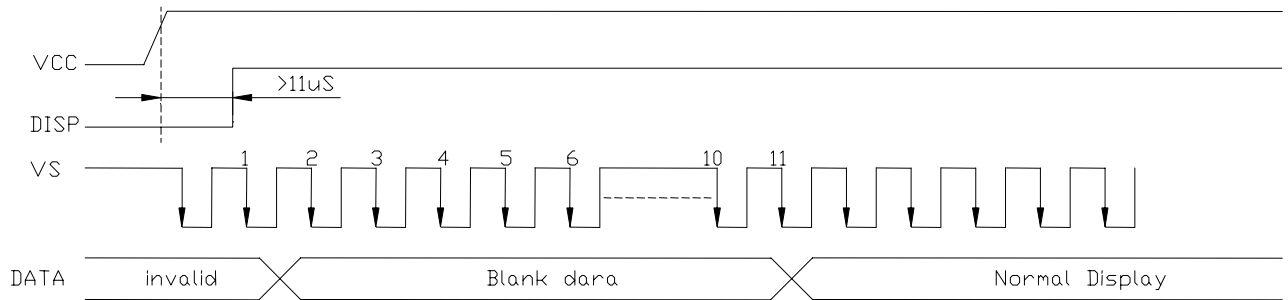 VCC
>11uS
DISP
VS 1 2 3 4 5 6 10 11
DATA invalid Blank dara Normal Display